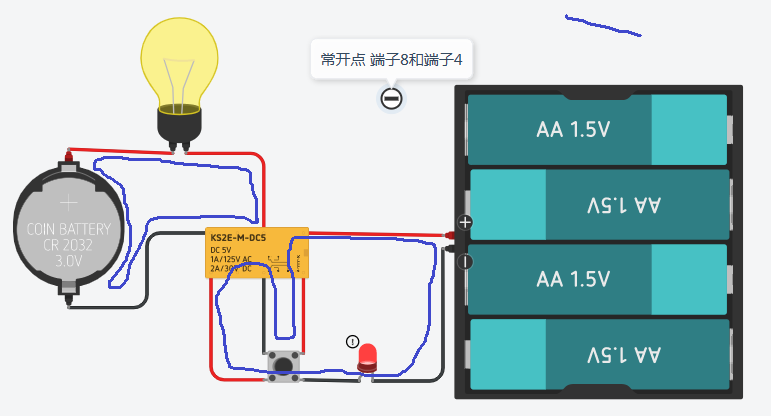 常开点 端子8和端子4
AA 1.5V
AA 1.5V
COIN BATTERY
CR 2032
3.0V
KS2E-M-DC5
DC 5V
1A/125V AC
2A/30V DC
AA 1.5V
AA 1.5V